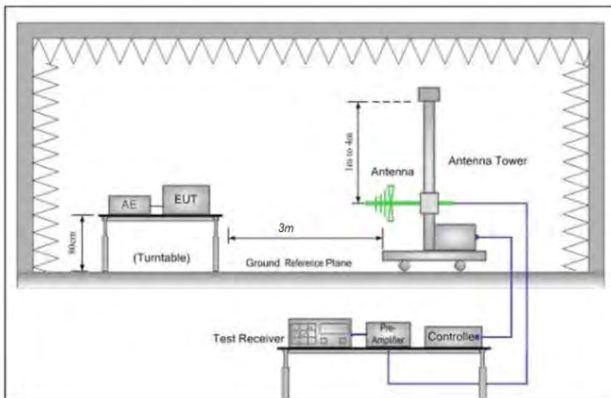 1m to 4m
Antenna
Antenna Tower
AE
EUT
3m
80cm
(Turntable)
Ground Reference Plane
Test Receiver
Pre-
Amplifier
Controller